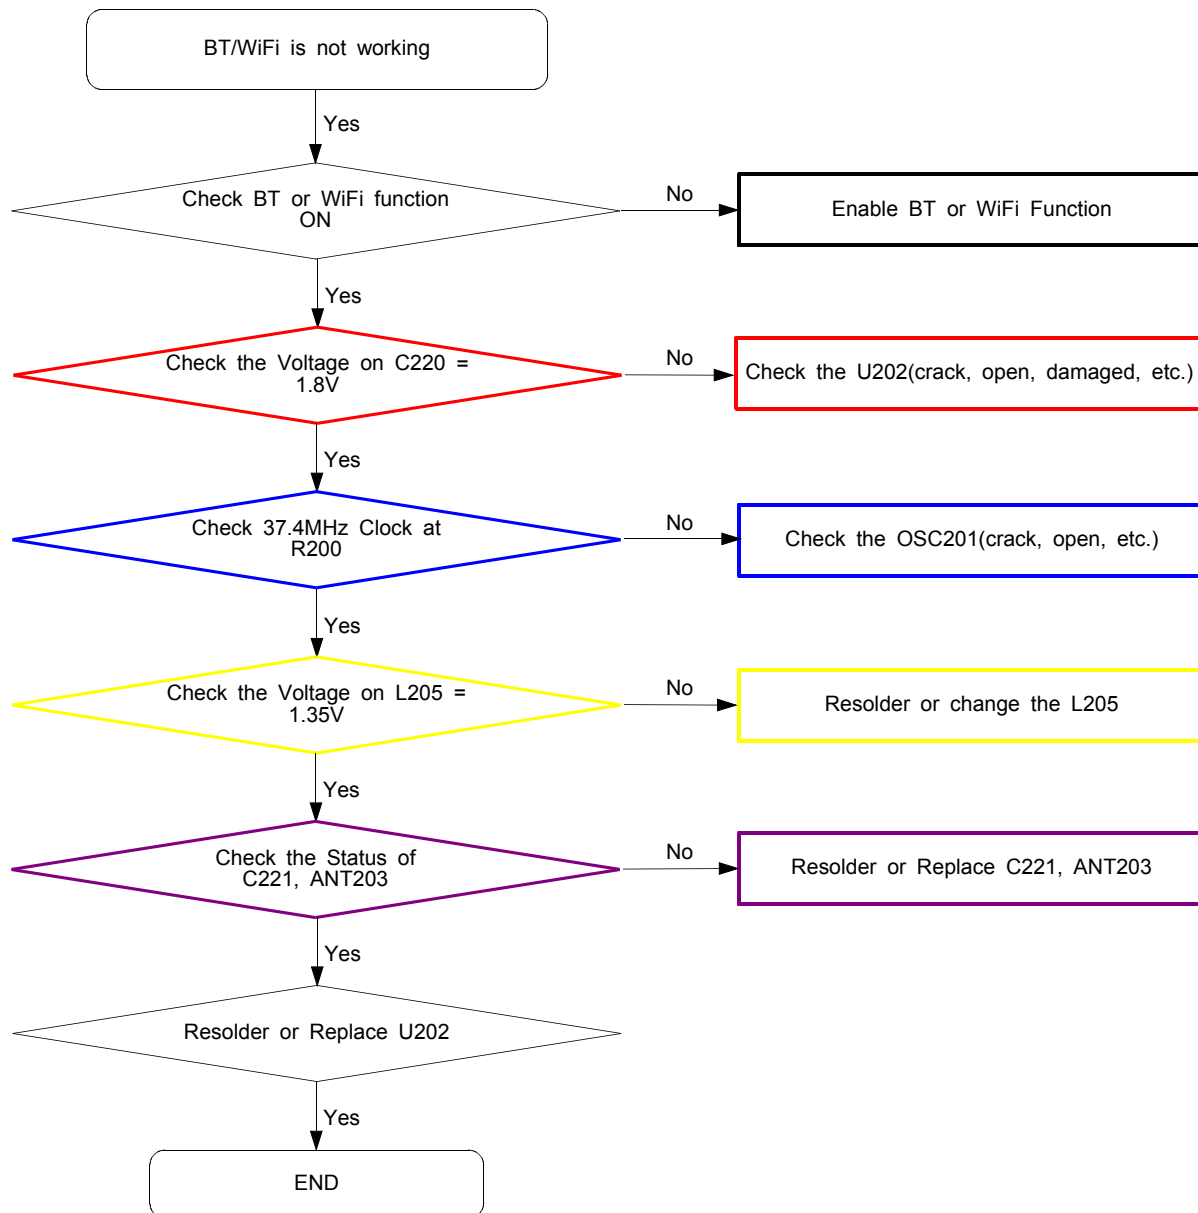 BT/WiFi is not working
Yes
Check BT or WiFi function
ON
No
Enable BT or WiFi Function
Yes
Check the Voltage on C220 =
1.8V
No
Check the U202(crack, open, damaged, etc.)
Yes
Check 37.4MHz Clock at
R200
No
Check the OSC201(crack, open, etc.)
Yes
Check the Voltage on L205 =
1.35V
No
Resolder or change the L205
Yes
Check the Status of
C221, ANT203
No
Resolder or Replace C221, ANT203
Yes
Resolder or Replace U202
Yes
END